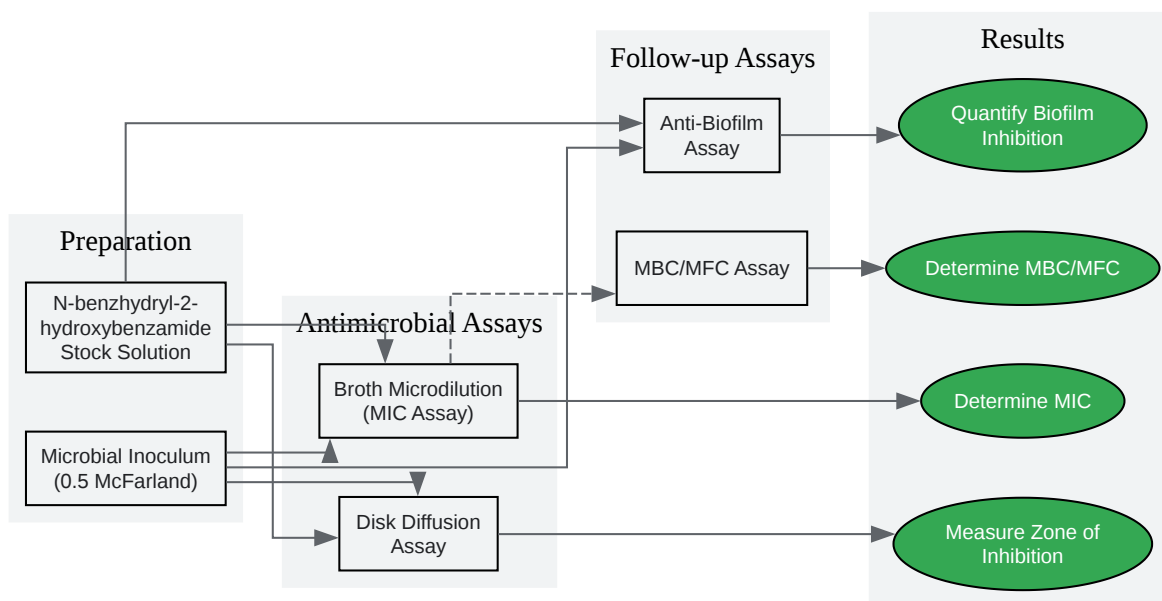 Preparation
N-benzhydryl-2-
hydroxybenzamide
Stock Solution
Microbial Inoculum
(0.5 McFarland)
Antimicrobial Assays
Broth Microdilution
(MIC Assay)
Disk Diffusion
Assay
Follow-up Assays
Anti-Biofilm
Assay
MBC/MFC Assay
Results
Quantify Biofilm
Inhibition
Determine MBC/MFC
Determine MIC
Measure Zone of
Inhibition